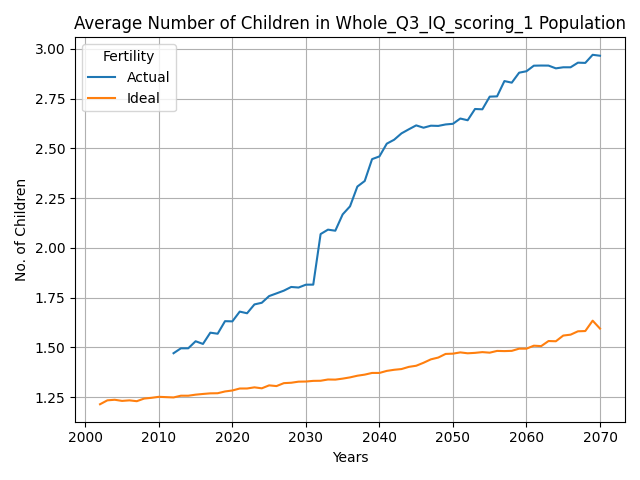 Average Number of Children in Whole_Q3_IQ_scoring_1 Population
Fertility
Actual
Ideal
No. of Children
3.00
2.75
2.50
2.25
2.00
1.75
1.50
1.25
2000 2010 2020 2030 2040 2050 2060 2070
Years